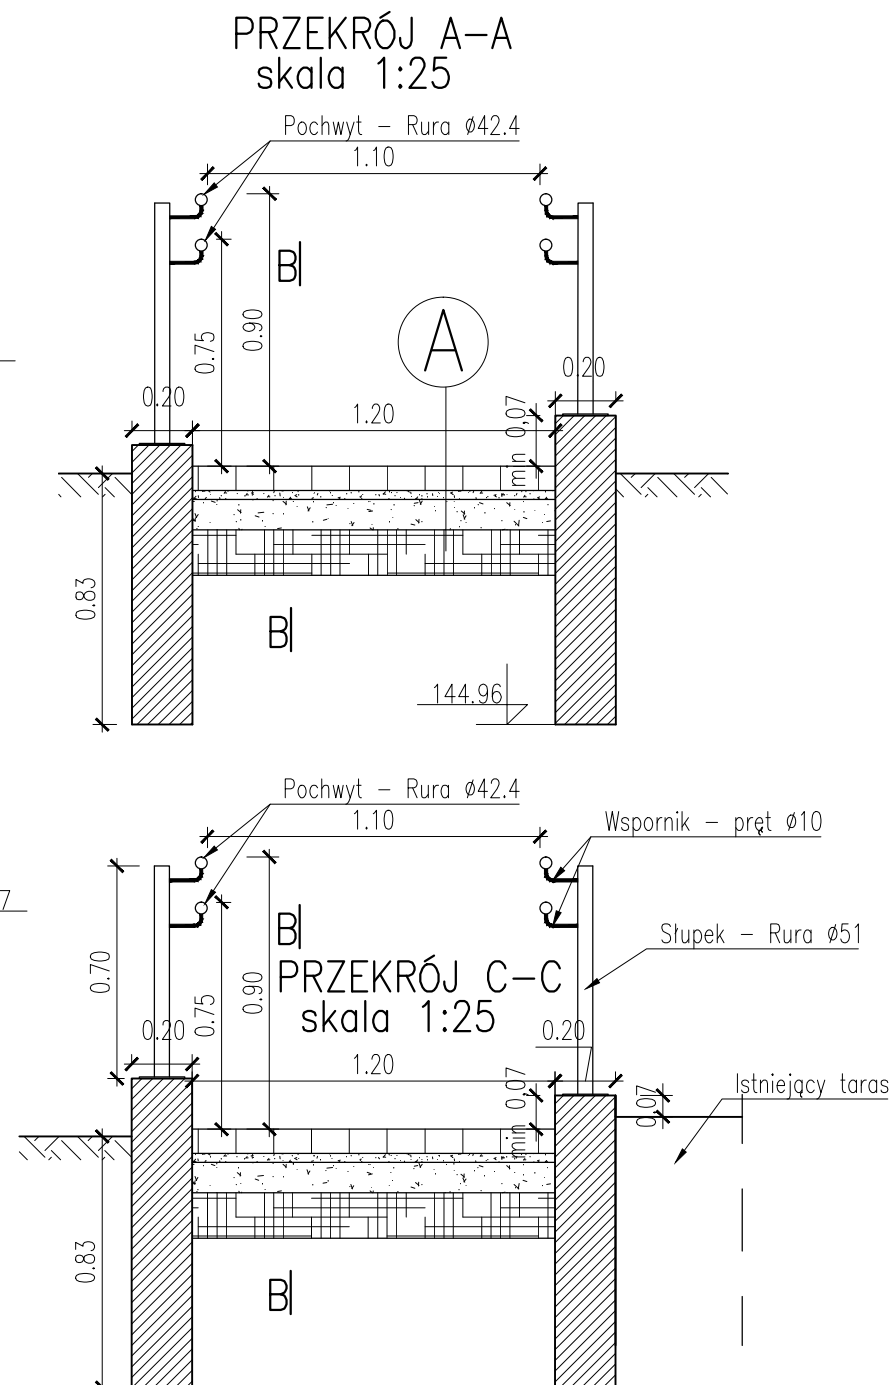 PRZEKRÓJ A-A
skala 1:25
Pochwyt - Rura ø42.4
1.10
B
0.90
0.75
A
0.20
0.20
1.20
min 0,07
0.83
B
144.96
Pochwyt - Rura ø42.4
1.10
Wspornik - pręt ø10
7
B
Słupek - Rura ø51
0.70
PRZEKRÓJ C-C
skala 1:25
0.90
0.75
0.20
0.20
1.20
min 0,07
Istniejący taras
0,07
0.83
B